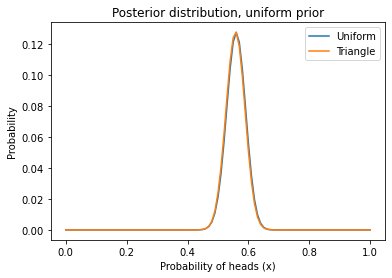 Posterior distribution, uniform prior
Uniform
Triangle
0.12
0.10
0.08
0.06
0.04
0.02
0.00
Probability
0.0 0.2 0.4 0.6 0.8 1.0
Probability of heads (x)